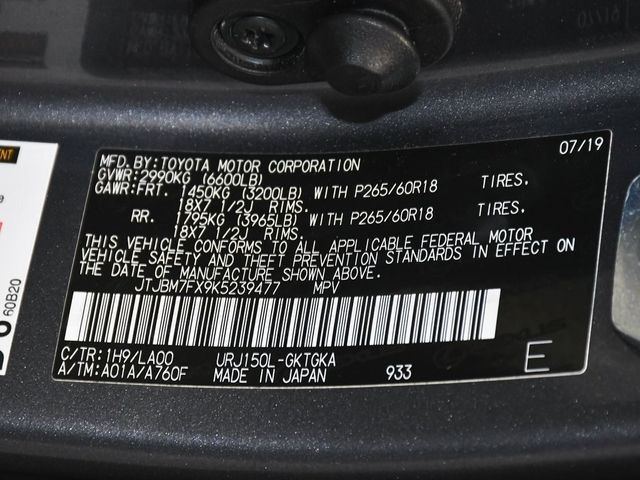 07/19
MFD. BY: TOYOTA MOTOR CORPORATION
GVWR: 2990KG (6600LB)
GAWR: FRT. 1450KG (3200LB) WITH P265/60R18 TIRES.
18X7 1/2J RIMS.
RR. 1795KG (3965LB) WITH P265/60R18 TIRES.
18X7 1/2J RIMS.
THIS VEHICLE CONFORMS TO ALL APPLICABLE FEDERAL MOTOR
VEHICLE SAFETY AND THEFT PREVENTION STANDARDS IN EFFECT ON
THE DATE OF MANUFACTURE SHOWN ABOVE.
JTJBM7FX9K5239477 MPV
C/TR: 1H9/LA00 URJ150L-GKTGKA
A/TM: A01A/A760F MADE IN JAPAN 933 E
60B20